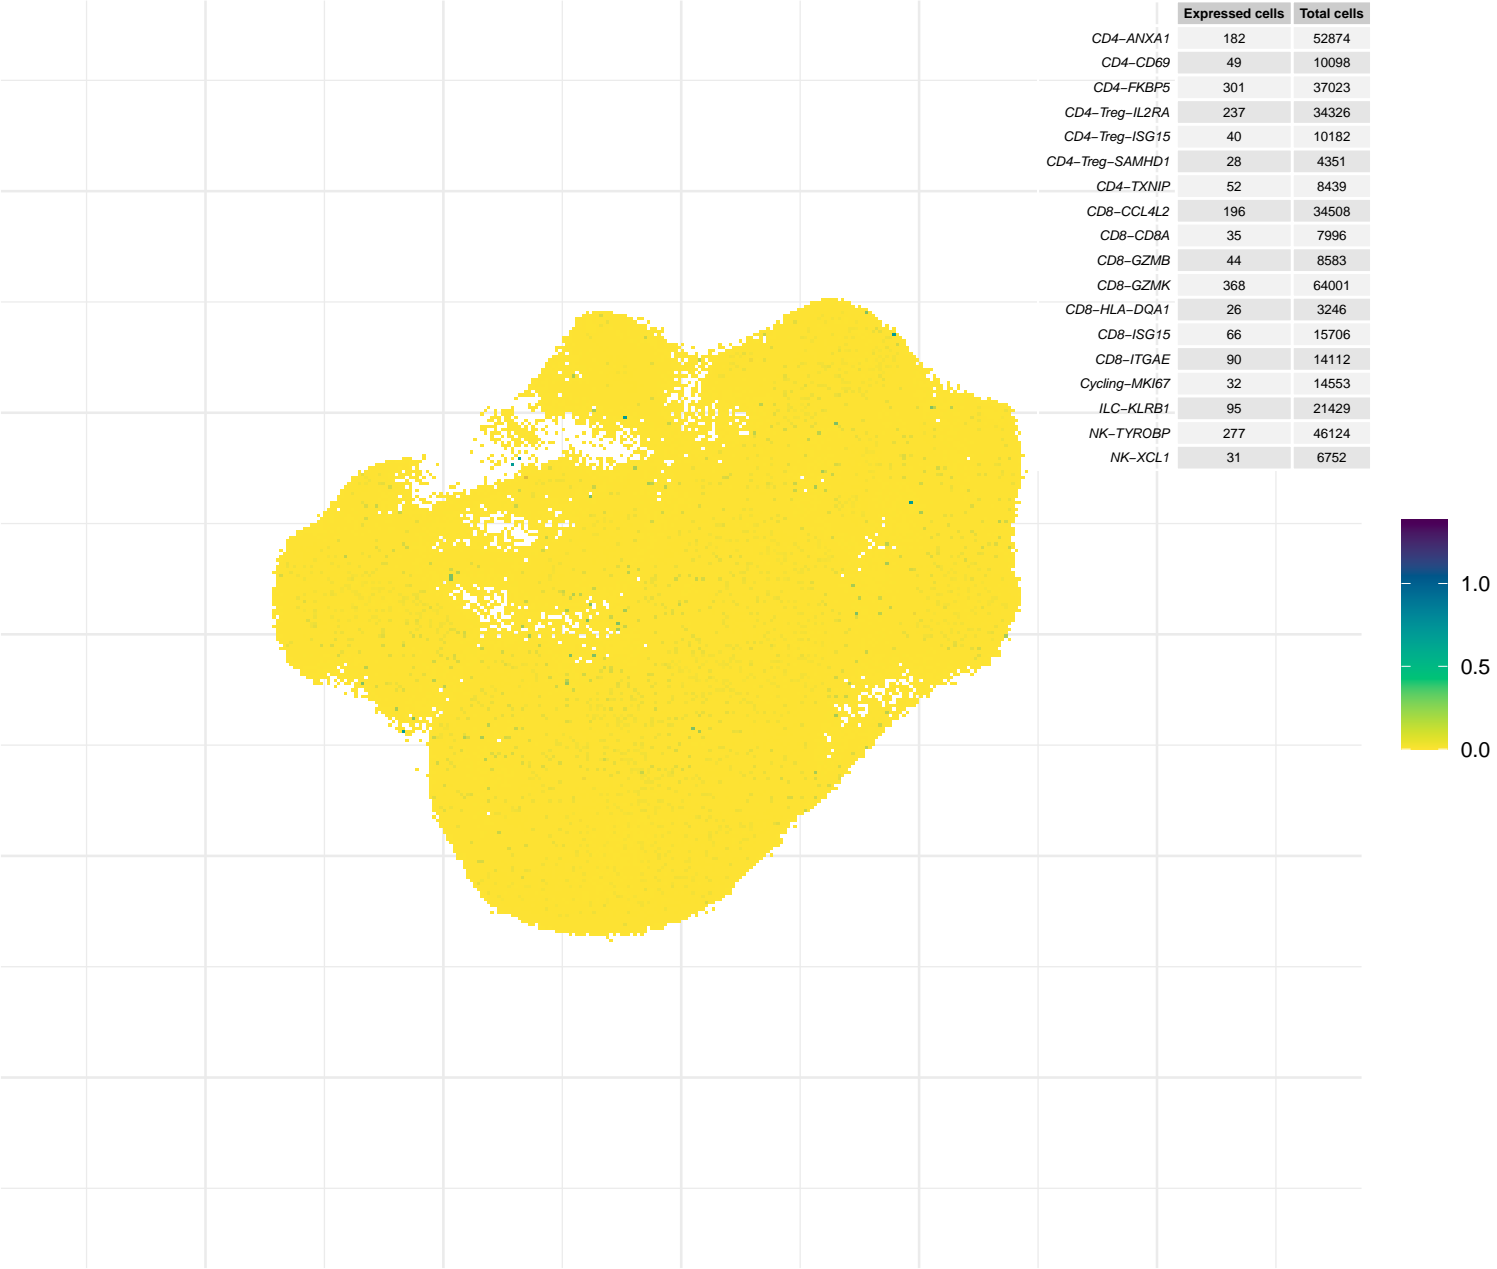 Expressed cells Total cells
CD4−ANXA1 182 52874
CD4−CD69 49 10098
CD4−FKBP5 301 37023
CD4−Treg−IL2RA 237 34326
CD4−Treg−ISG15 40 10182
CD4−Treg−SAMHD1 28 4351
CD4−TXNIP 52 8439
CD8−CCL4L2 196 34508
CD8−CD8A 35 7996
CD8−GZMB 44 8583
CD8−GZMK 368 64001
CD8−HLA−DQA1 26 3246
CD8−ISG15 66 15706
CD8−ITGAE 90 14112
Cycling−MKI67 32 14553
ILC−KLRB1 95 21429
NK−TYROBP 277 46124
NK−XCL1 31 6752
1.0
0.5
0.0